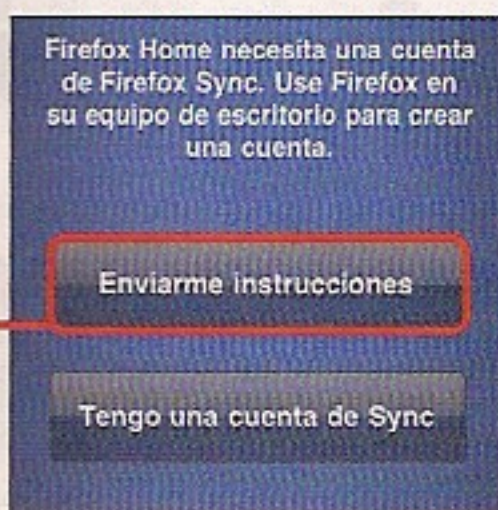 Firefox Home necesita una cuenta
de Firefox Sync. Use Firefox en
su equipo de escritorio para crear
una cuenta.
Enviarme instrucciones
Tengo una cuenta de Sync